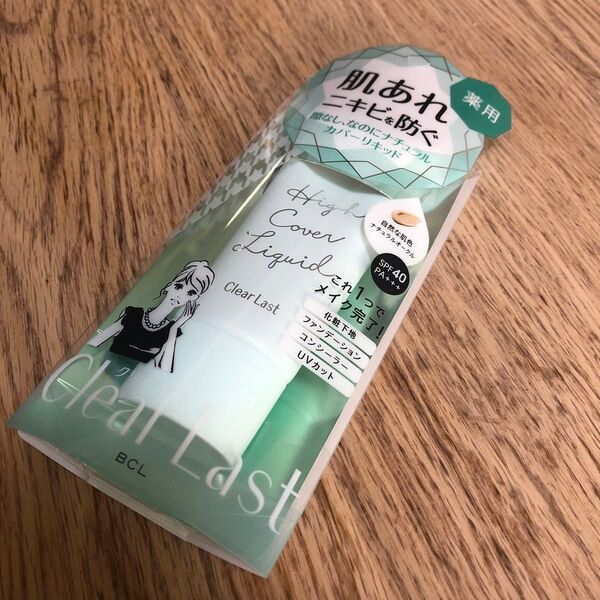 肌あれ
ニキビを防ぐ
隙なし、なのにナチュラル
カバーリキッド
薬用
High
Cover
Liquid
Clear Last
自然な肌色
ナチュラルオークル
SPF40
PA+++
これ1つで
メイク完了!
化粧下地
ファンデーション
コンシーラー
UVカット
Clear Last
BCL